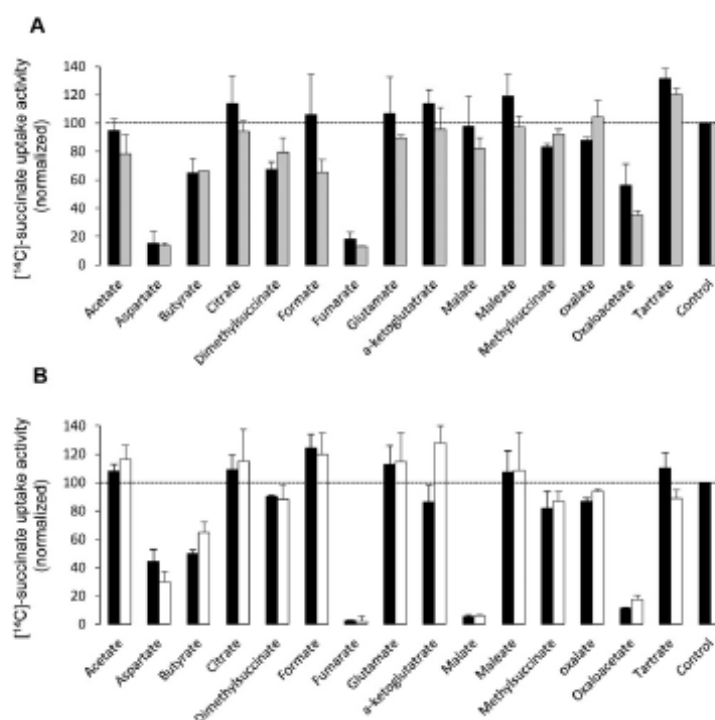 A
[¹⁴C]-succinate uptake activity
(normalized)
140
120
100
80
60
40
20
0
Acetate
Aspartate
Butyrate
Citrate
Dimethylsuccinate
Formate
Fumarate
Glutamate
a-ketoglutatrate
Malate
Maleate
Methylsuccinate
oxalate
Oxaloacetate
Tartrate
Control
B
[¹⁴C]-succinate uptake activity
(normalized)
140
120
100
80
60
40
20
0
Acetate
Aspartate
Butyrate
Citrate
Dimethylsuccinate
Formate
Fumarate
Glutamate
a-ketoglutatrate
Malate
Maleate
Methylsuccinate
oxalate
Oxaloacetate
Tartrate
Control